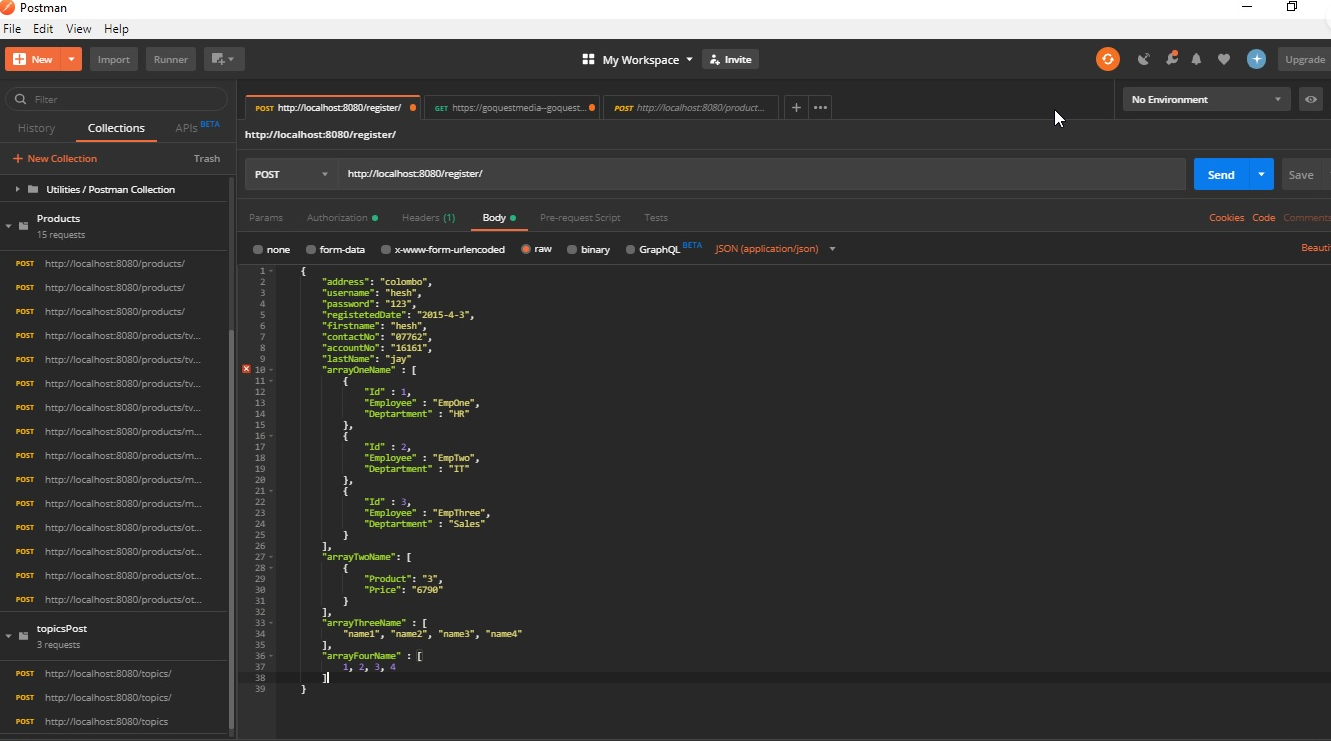 Postman
File Edit View Help
New Import Runner My Workspace Invite Upgrade
Filter
History Collections APIs BETA
New Collection Trash
Utilities / Postman Collection
Products
15 requests
POST http://localhost:8080/products/
POST http://localhost:8080/products/
POST http://localhost:8080/products/
POST http://localhost:8080/products/tv...
POST http://localhost:8080/products/tv...
POST http://localhost:8080/products/tv...
POST http://localhost:8080/products/tv...
POST http://localhost:8080/products/m...
POST http://localhost:8080/products/m...
POST http://localhost:8080/products/m...
POST http://localhost:8080/products/m...
POST http://localhost:8080/products/ot...
POST http://localhost:8080/products/ot...
POST http://localhost:8080/products/ot...
POST http://localhost:8080/products/ot...
topicsPost
3 requests
POST http://localhost:8080/topics/
POST http://localhost:8080/topics/
POST http://localhost:8080/topics
POST http://localhost:8080/register/ GET https://goquestmedia--goquest... POST http://localhost:8080/product... + ••• No Environment
http://localhost:8080/register/
POST http://localhost:8080/register/ Send Save
Params Authorization Headers (1) Body Pre-request Script Tests Cookies Code Comments
none form-data x-www-form-urlencoded raw binary GraphQL BETA JSON (application/json) Beauti
1 {
2 "address": "colombo",
3 "username": "hesh",
4 "password": "123",
5 "registetedDate": "2015-4-3",
6 "firstname": "hesh",
7 "contactNo": "07762",
8 "accountNo": "16161",
9 "lastName": "jay"
10 "arrayOneName" : [
11 {
12 "Id" : 1,
13 "Employee" : "EmpOne",
14 "Deptartment" : "HR"
15 },
16 {
17 "Id" : 2,
18 "Employee" : "EmpTwo",
19 "Deptartment" : "IT"
20 },
21 {
22 "Id" : 3,
23 "Employee" : "EmpThree",
24 "Deptartment" : "Sales"
25 }
26 ],
27 "arrayTwoName": [
28 {
29 "Product": "3",
30 "Price": "6790"
31 }
32 ],
33 "arrayThreeName" : [
34 "name1", "name2", "name3", "name4"
35 ],
36 "arrayFourName" : [
37 1, 2, 3, 4
38 ]
39 }